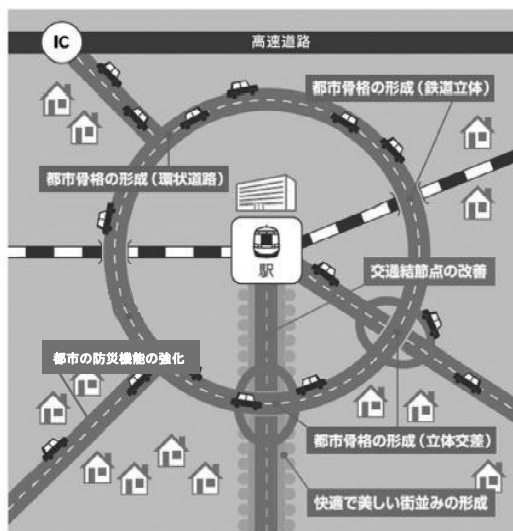 IC
高速道路
都市骨格の形成（鉄道立体）
都市骨格の形成（環状道路）
駅
交通結節点の改善
都市の防災機能の強化
都市骨格の形成（立体交差）
快適で美しい街並みの形成